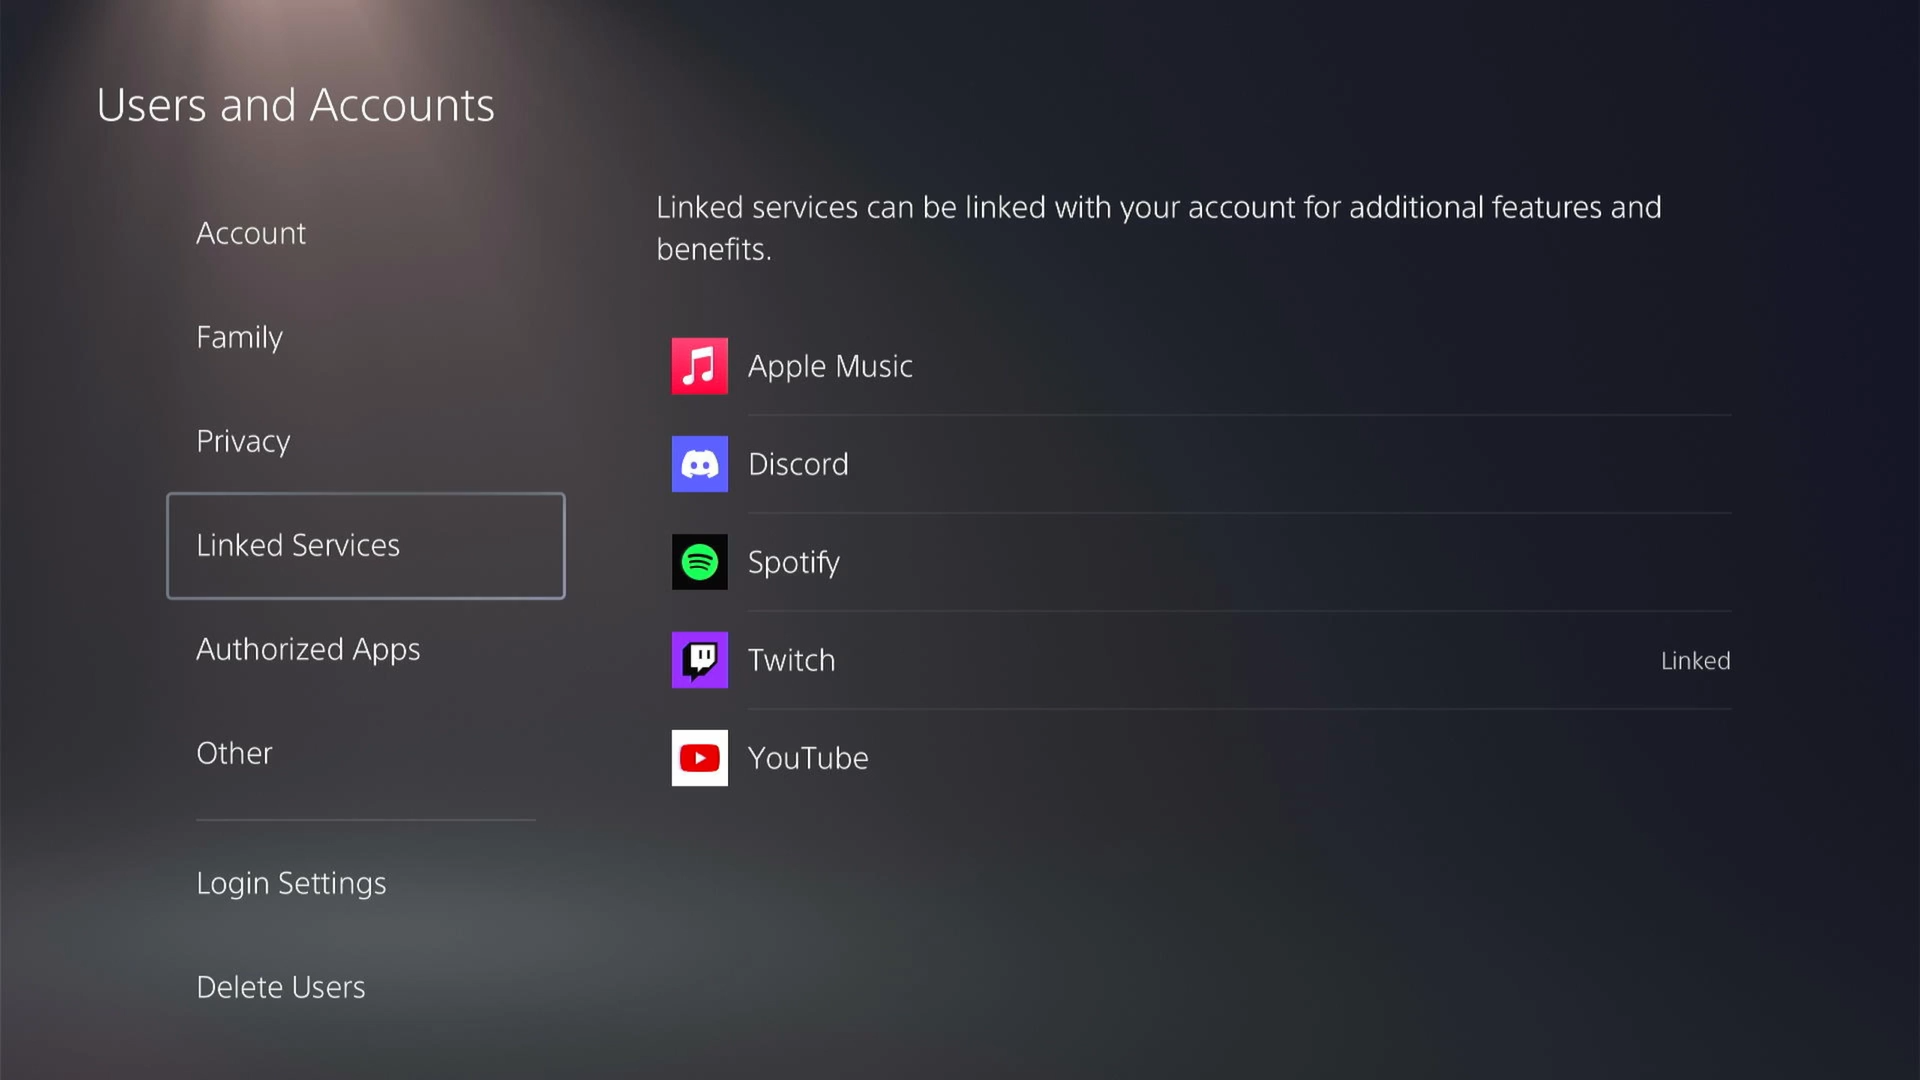 Users and Accounts
Account
Family
Privacy
Linked Services
Authorized Apps
Other
Login Settings
Delete Users
Linked services can be linked with your account for additional features and
benefits.
Apple Music
Discord
Spotify
Twitch
Linked
YouTube